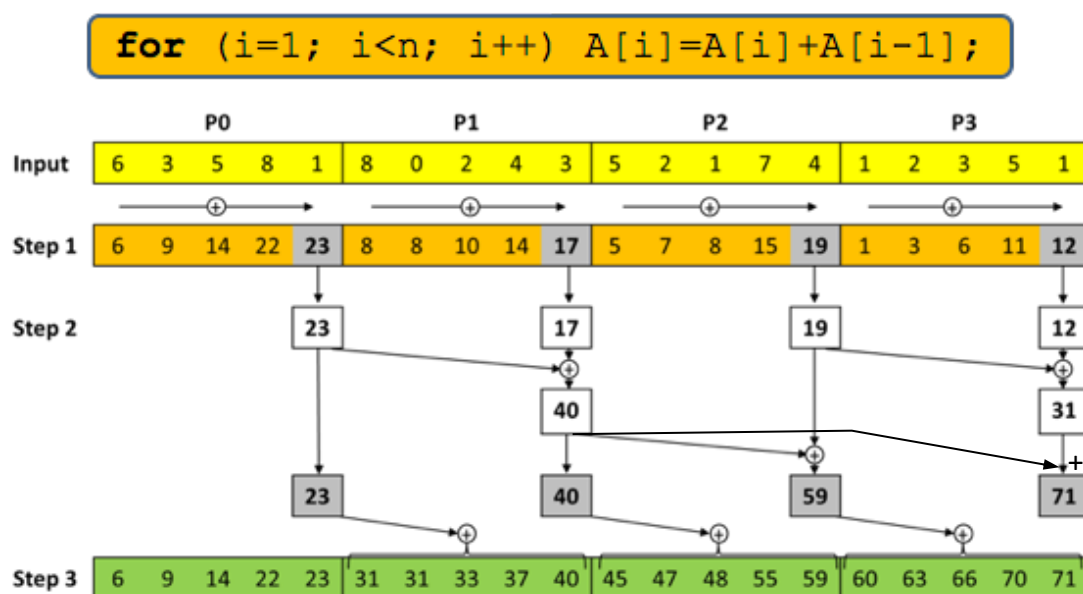 for (i=1; i<n; i++) A[i]=A[i]+A[i-1];
P0 P1 P2 P3
Input 6 3 5 8 1 8 0 2 4 3 5 2 1 7 4 1 2 3 5 1
+ + + +
Step 1 6 9 14 22 23 8 8 10 14 17 5 7 8 15 19 1 3 6 11 12
Step 2 23 17 19 12
+ +
40 31
+ +
23 40 59 71
+ + +
Step 3 6 9 14 22 23 31 31 33 37 40 45 47 48 55 59 60 63 66 70 71